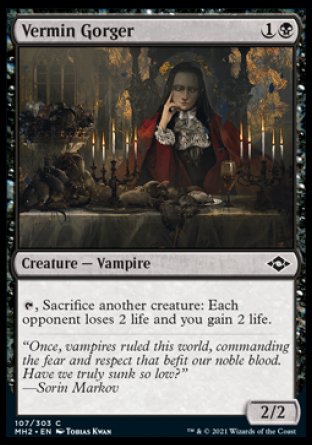 Vermin Gorger 1
Creature — Vampire
, Sacrifice another creature: Each
opponent loses 2 life and you gain 2 life.
“Once, vampires ruled this world, commanding
the fear and respect that befit our noble blood.
Have we truly sunk so low?”
—Sorin Markov
2/2
107/303 C
MH2 • EN Tobias Kwan
™ & © 2021 Wizards of the Coast